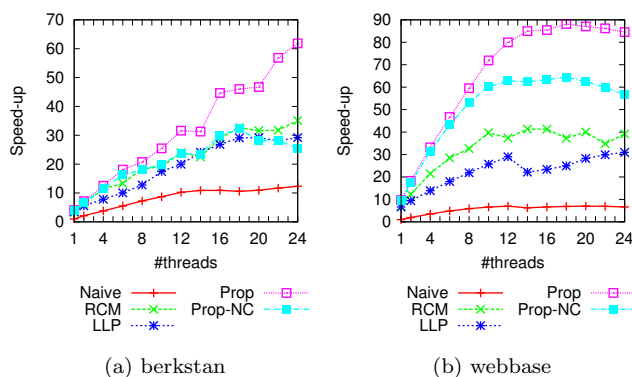 70
60
50
40
30
20
10
0
Speed-up
1 4 8 12 16 20 24
#threads
Naive
RCM
LLP
Prop
Prop-NC
(a) berkstan
90
80
70
60
50
40
30
20
10
0
Speed-up
1 4 8 12 16 20 24
#threads
Naive
RCM
LLP
Prop
Prop-NC
(b) webbase